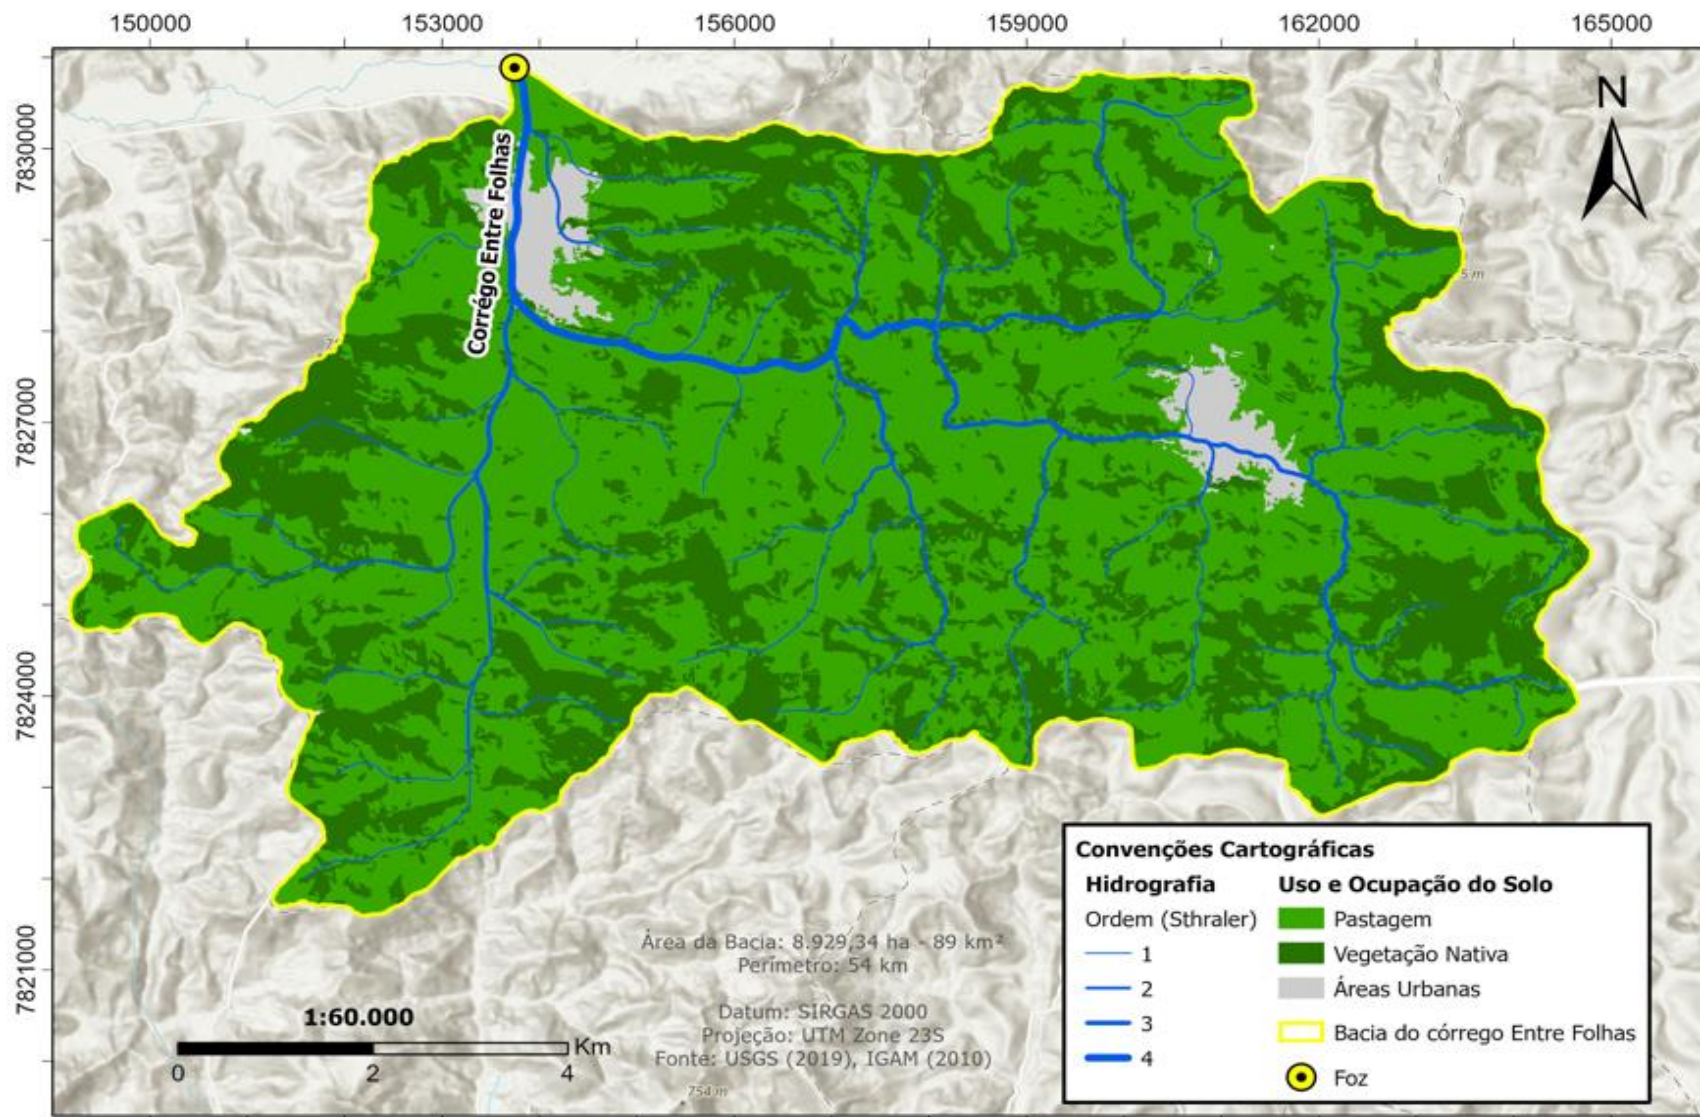 150000 153000 156000 159000 162000 165000
N
7830000
7827000
7824000
7821000
Corrégo Entre Folhas
5 m
Área da Bacia: 8.929,34 ha - 89 km²
Perímetro: 54 km
Datum: SIRGAS 2000
Projeção: UTM Zone 23S
Fonte: USGS (2019), IGAM (2010)
754 m
1:60.000
Km
0 2 4
Convenções Cartográficas
Hidrografia
Ordem (Sthraler)
1
2
3
4
Uso e Ocupação do Solo
Pastagem
Vegetação Nativa
Áreas Urbanas
Bacia do córrego Entre Folhas
Foz